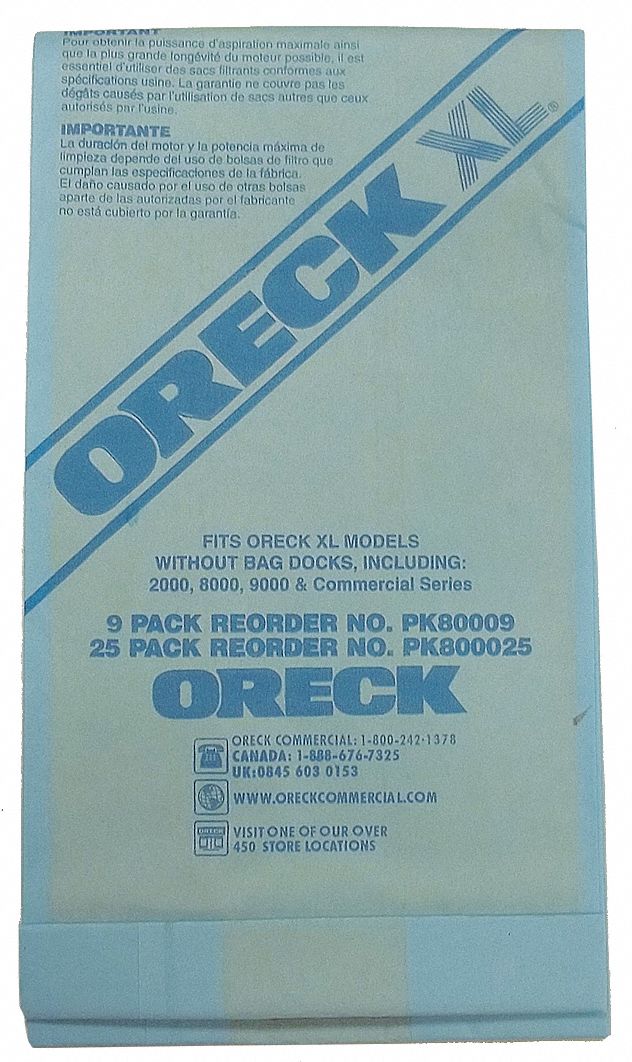 IMPORTANT
Pour obtenir la puissance d'aspiration maximale ainsi
que la plus grande longévité du moteur possible, il est
essentiel d'utiliser des sacs filtrants conformes aux
spécifications usine. La garantie ne couvre pas les
dégâts causés par l'utilisation de sacs autres que ceux
autorisés par l'usine.
IMPORTANTE
La duración del motor y la potencia máxima de
limpieza depende del uso de bolsas de filtro que
cumplan las especificaciones de la fábrica.
El daño causado por el uso de otras bolsas
aparte de las autorizadas por el fabricante
no está cubierto por la garantía.
ORECK XL®
FITS ORECK XL MODELS
WITHOUT BAG DOCKS, INCLUDING:
2000, 8000, 9000 & Commercial Series
9 PACK REORDER NO. PK80009
25 PACK REORDER NO. PK800025
ORECK
ORECK COMMERCIAL: 1-800-242-1378
CANADA: 1-888-676-7325
UK:0845 603 0153
WWW.ORECKCOMMERCIAL.COM
ORECK
VISIT ONE OF OUR OVER
450 STORE LOCATIONS